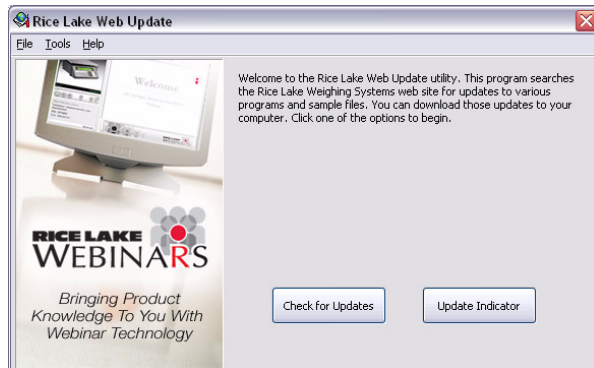 Rice Lake Web Update
File Tools Help
Welcome
Welcome to the Rice Lake Web Update utility. This program searches
the Rice Lake Weighing Systems web site for updates to various
programs and sample files. You can download those updates to your
computer. Click one of the options to begin.
RICE LAKE
WEBINARS
Bringing Product
Knowledge To You With
Webinar Technology
Check for Updates
Update Indicator